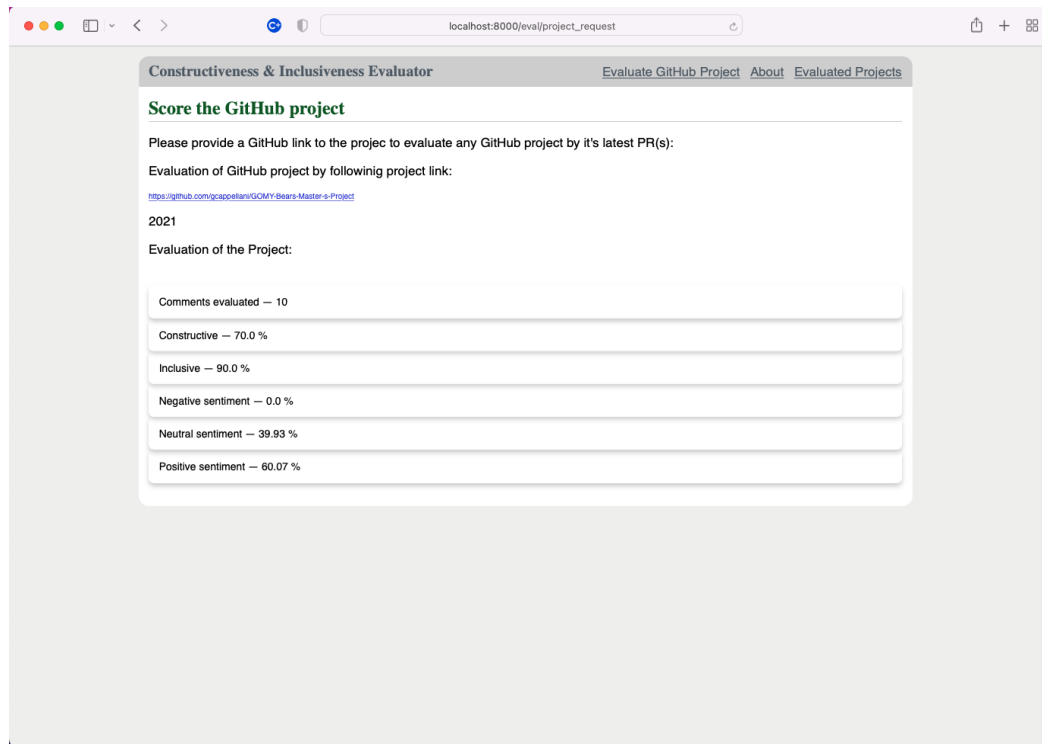 localhost:8000/eval/project_request
Constructiveness & Inclusiveness Evaluator
Evaluate GitHub Project About Evaluated Projects
Score the GitHub project
Please provide a GitHub link to the projec to evaluate any GitHub project by it's latest PR(s):
Evaluation of GitHub project by followinig project link:
https://github.com/gcappellani/GOMY-Bears-Master-s-Project
2021
Evaluation of the Project:
Comments evaluated — 10
Constructive — 70.0 %
Inclusive — 90.0 %
Negative sentiment — 0.0 %
Neutral sentiment — 39.93 %
Positive sentiment — 60.07 %